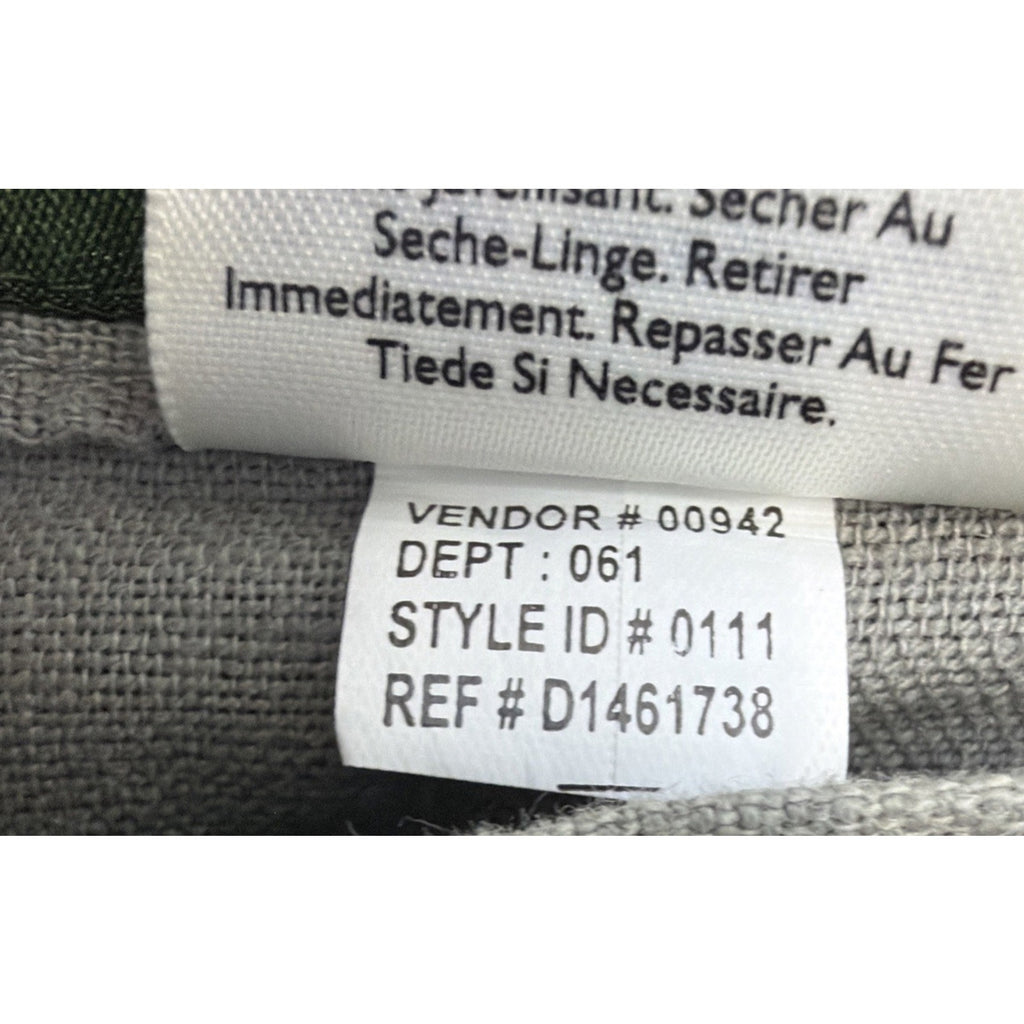 Javellisant. Secher Au
Seche-Linge. Retirer
Immediatement. Repasser Au Fer
Tiede Si Necessaire.
VENDOR # 00942
DEPT : 061
STYLE ID # 0111
REF # D1461738